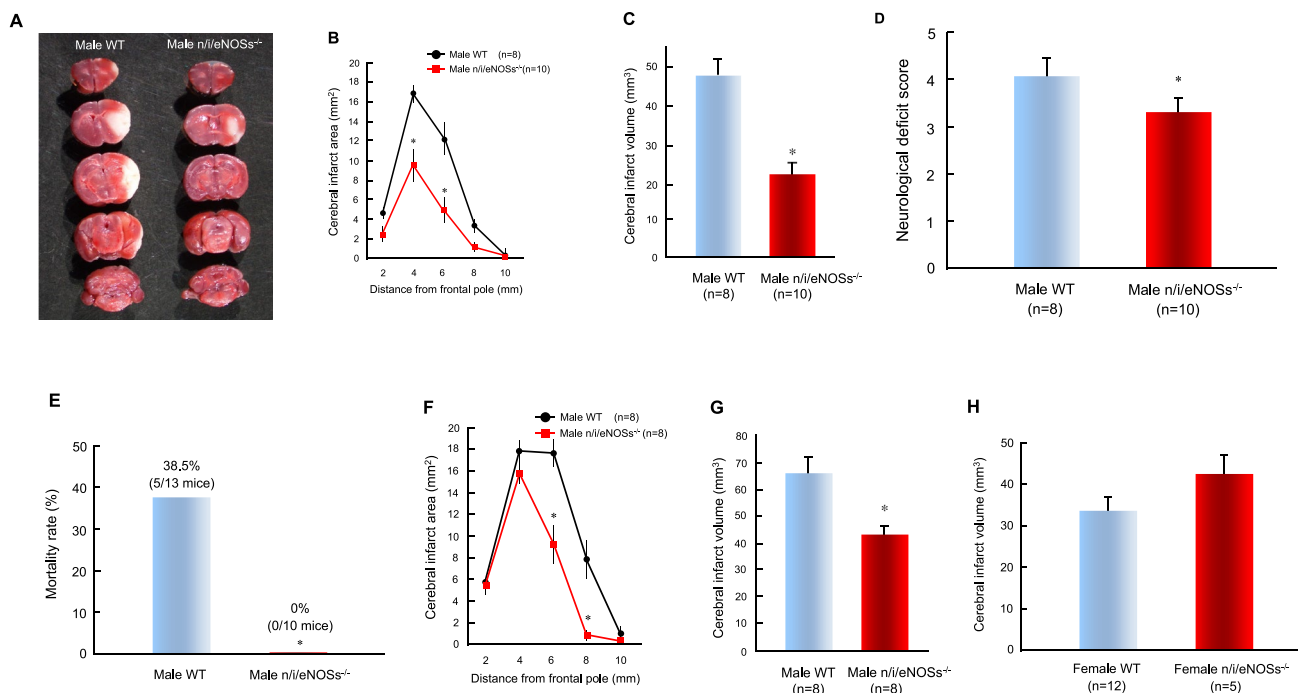 A
Male WT
Male n/i/eNOSs-/-
B
Male WT (n=8)
Male n/i/eNOSs-/-(n=10)
Cerebral infarct area (mm2)
20
18
16
14
12
10
8
6
4
2
0
2 4 6 8 10
Distance from frontal pole (mm)
*
*
C
Cerebral infarct volume (mm3)
50
40
30
20
50
0
*
Male WT
(n=8)
Male n/i/eNOSs-/-
(n=10)
D
Neurological deficit score
5
4
3
2
1
0
*
Male WT
(n=8)
Male n/i/eNOSs-/-
(n=10)
E
Mortality rate (%)
50
40
30
20
10
0
38.5%
(5/13 mice)
0%
(0/10 mice)
*
Male WT
Male n/i/eNOSs-/-
F
Male WT (n=8)
Male n/i/eNOSs-/-(n=8)
Cerebral infarct area (mm2)
20
18
16
18
12
10
8
6
4
2
0
2 4 6 8 10
Distance from frontal pole (mm)
*
*
G
Cerebral infarct volume (mm3)
80
70
60
50
40
30
20
10
0
*
Male WT
(n=8)
Male n/i/eNOSs-/-
(n=8)
H
Cerebral infarct volume (mm3)
50
40
30
20
10
0
Female WT
(n=12)
Female n/i/eNOSs-/-
(n=5)